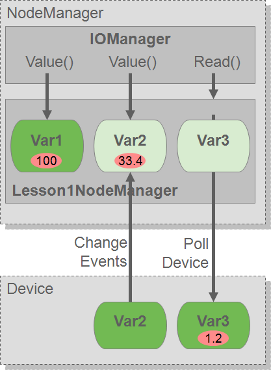 NodeManager
IOManager
Value() Value() Read()
Var1 Var2 Var3
100 33.4
Lesson1NodeManager
Change Poll
Events Device
Device
Var2 Var3
1.2